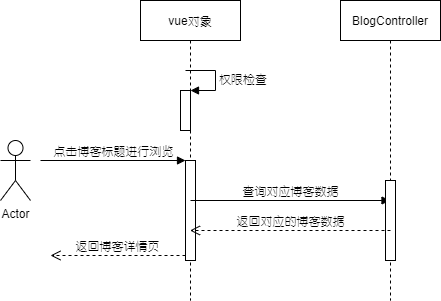 vue对象
BlogController
权限检查
点击博客标题进行浏览
查询对应博客数据
Actor
返回对应的博客数据
返回博客详情页